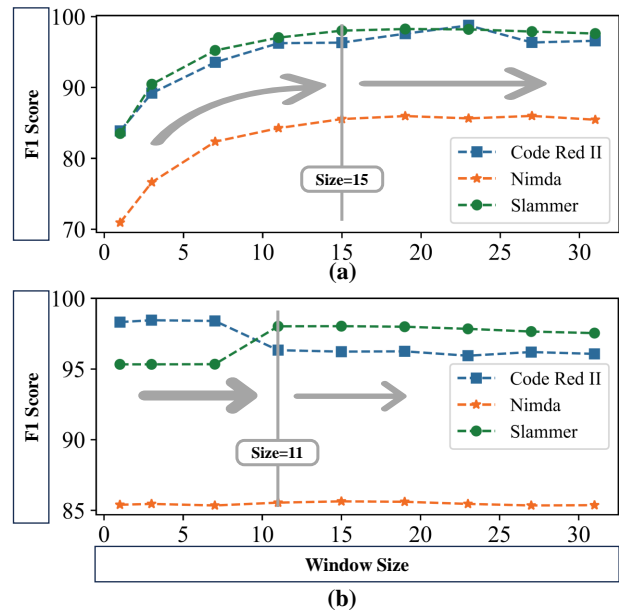 100
90
80
70
F1 Score
Size=15
Code Red II
Nimda
Slammer
0 5 10 15 20 25 30
(a)
100
95
90
85
F1 Score
Code Red II
Nimda
Slammer
Size=11
0 5 10 15 20 25 30
Window Size
(b)